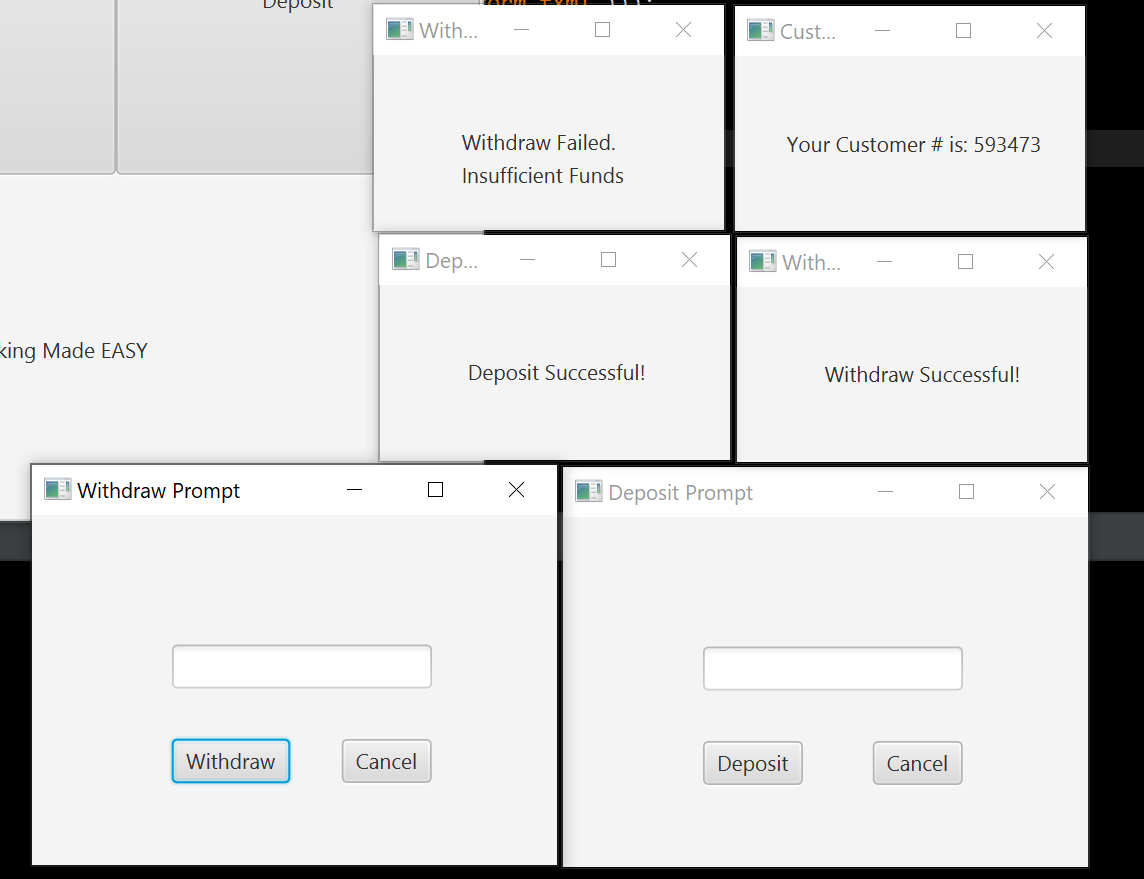 Deposit
With...
Cust...
Withdraw Failed.
Insufficient Funds
Your Customer # is: 593473
Dep...
With...
Deposit Successful!
Withdraw Successful!
king Made EASY
Withdraw Prompt
Deposit Prompt
Withdraw
Cancel
Deposit
Cancel